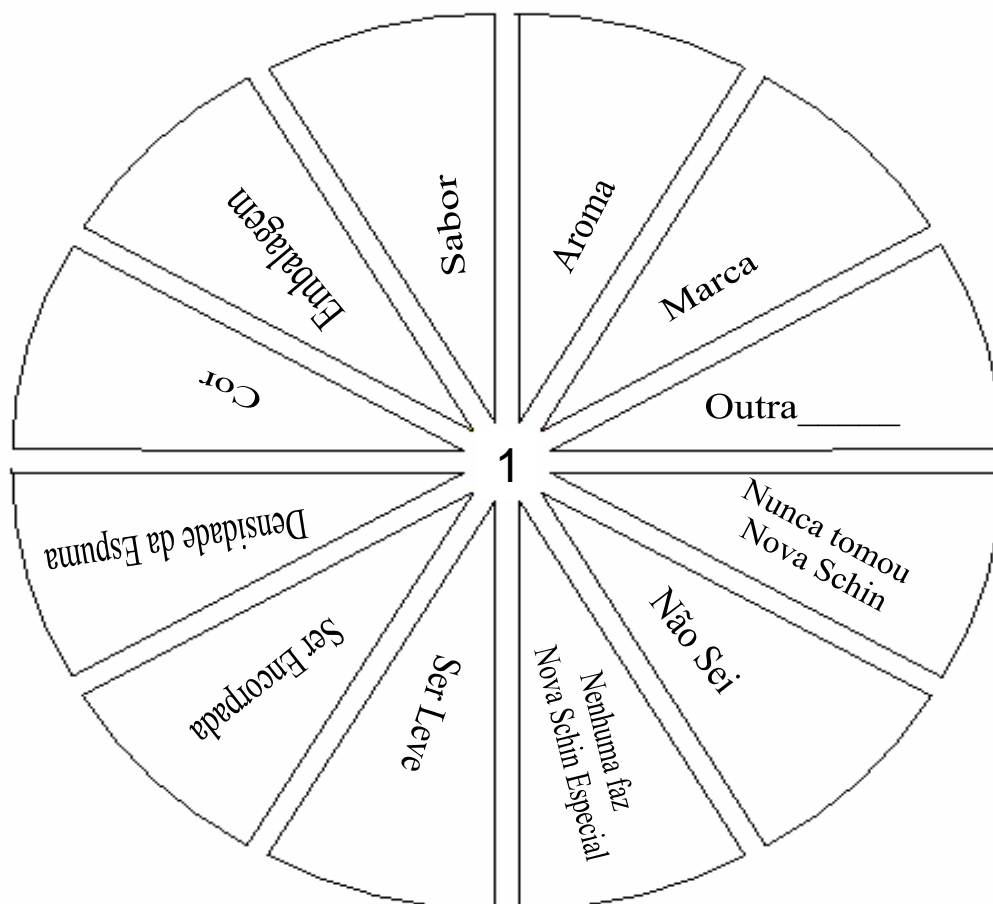 Sabor
Aroma
Marca
Outra______
Nunca tomou
Nova Schin
Não Sei
Nenhuma faz
Nova Schin Especial
Ser Leve
Ser Encorpada
Densidade da Espuma
Cor
Embalagem
1